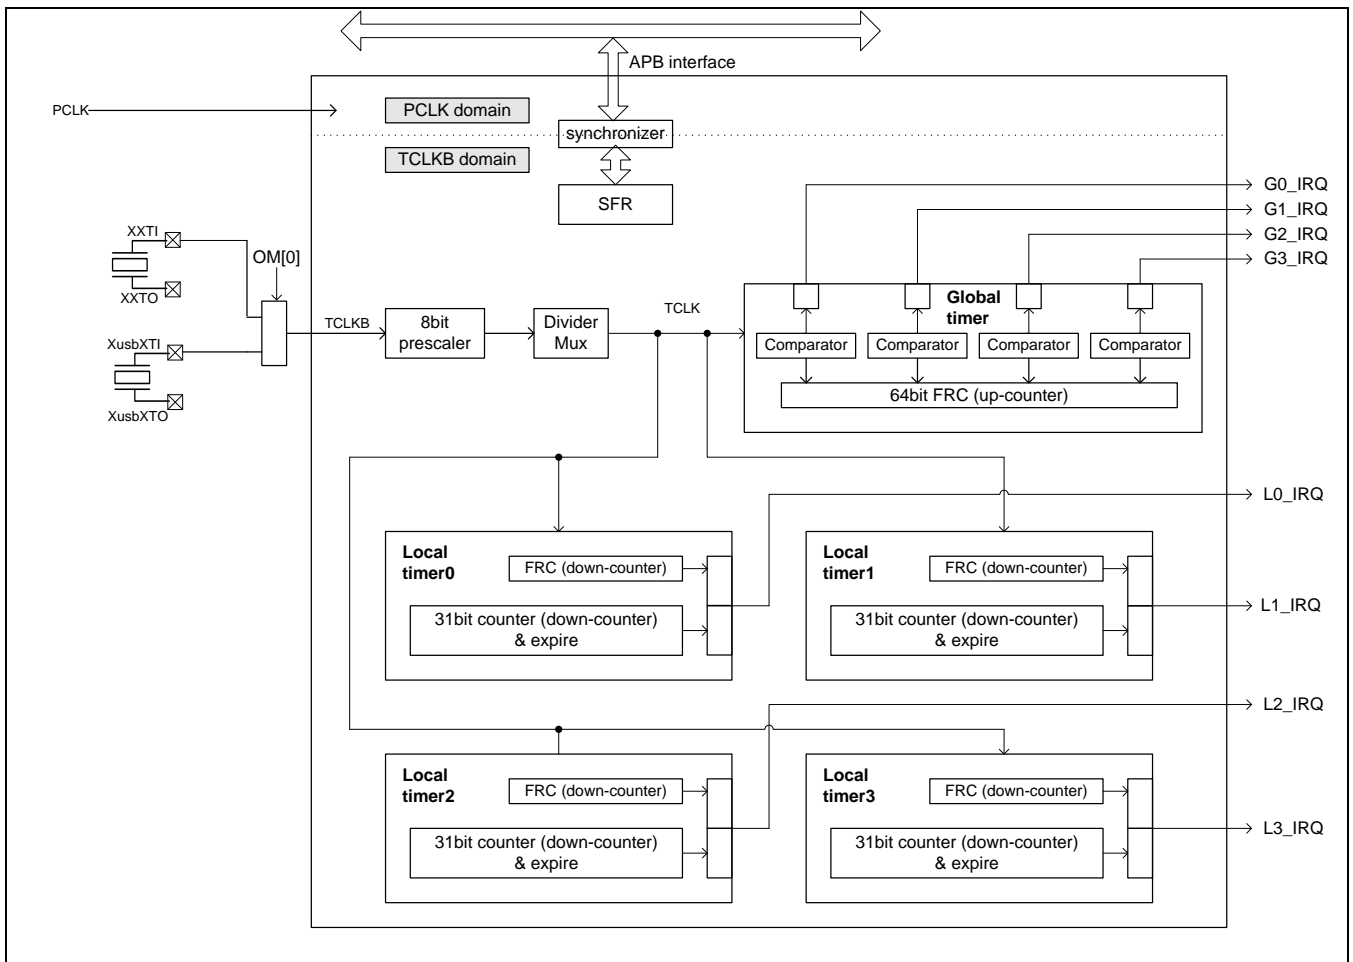 APB interface
PCLK
PCLK domain
synchronizer
TCLKB domain
SFR
G0_IRQ
G1_IRQ
G2_IRQ
G3_IRQ
XXTI
XXTO
OM[0]
XusbXTI
XusbXTO
TCLKB
8bit
prescaler
Divider
Mux
TCLK
Global
timer
Comparator
Comparator
Comparator
Comparator
64bit FRC (up-counter)
L0_IRQ
Local
timer0
FRC (down-counter)
31bit counter (down-counter)
& expire
Local
timer1
FRC (down-counter)
31bit counter (down-counter)
& expire
L1_IRQ
L2_IRQ
Local
timer2
FRC (down-counter)
31bit counter (down-counter)
& expire
Local
timer3
FRC (down-counter)
31bit counter (down-counter)
& expire
L3_IRQ